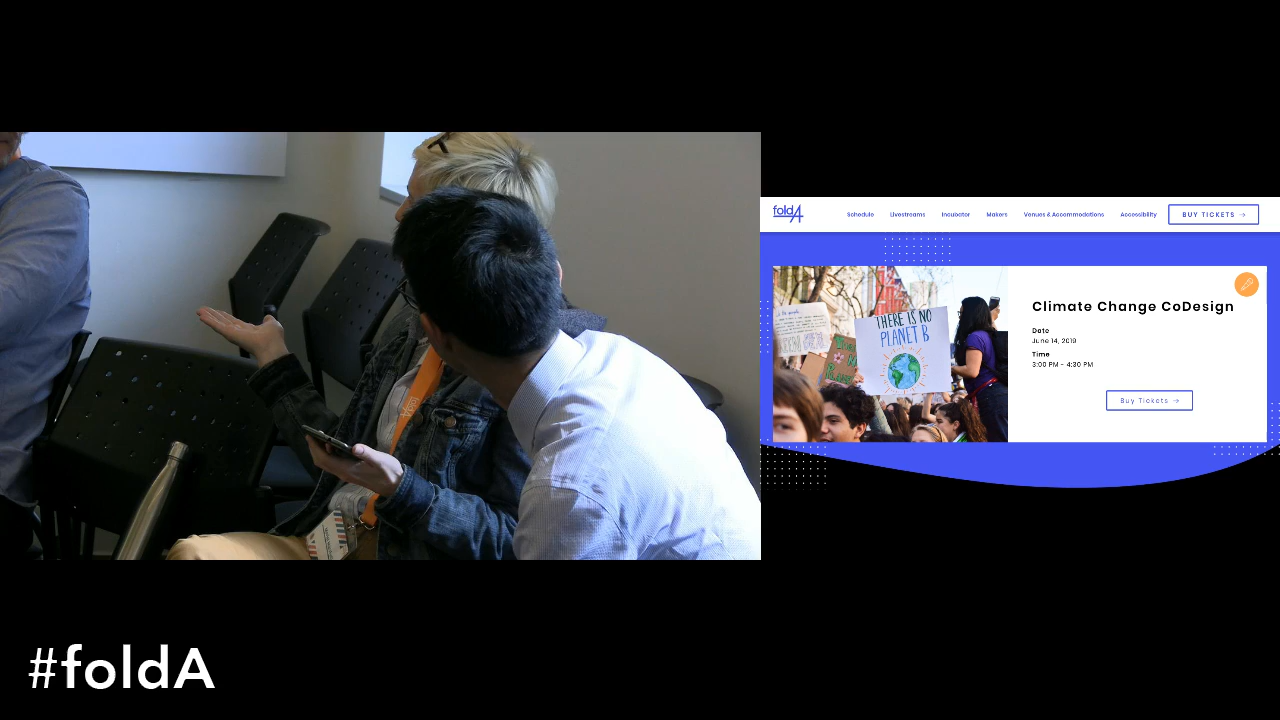 foldA
Schedule Livestreams Incubator Makers Venues & Accommodations Accessibility BUY TICKETS →
THERE IS NO
PLANET B
Climate Change CoDesign
Date
June 14, 2019
Time
3:00 PM - 4:30 PM
Buy Tickets →
#foldA